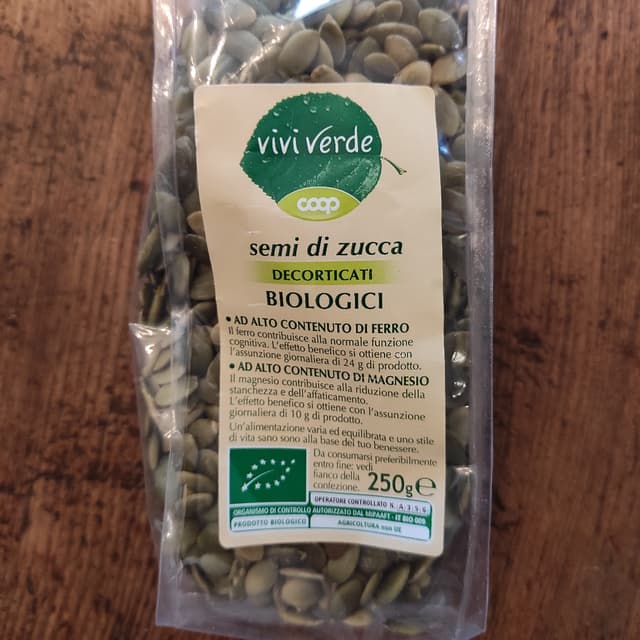 vivi verde
coop
semi di zucca
DECORTICATI
BIOLOGICI
• AD ALTO CONTENUTO DI FERRO
Il ferro contribuisce alla normale funzione
cognitiva. L'effetto benefico si ottiene con
l'assunzione giornaliera di 24 g di prodotto.
• AD ALTO CONTENUTO DI MAGNESIO
Il magnesio contribuisce alla riduzione della
stanchezza e dell'affaticamento.
L'effetto benefico si ottiene con l'assunzione
giornaliera di 10 g di prodotto.
Un'alimentazione varia ed equilibrata e uno stile
di vita sano sono alla base del tuo benessere.
Da consumarsi preferibilmente
entro fine: vedi
fianco della
confezione.
250g e
OPERATORE CONTROLLATO N. A396
ORGANISMO DI CONTROLLO AUTORIZZATO DAL MIPAAFT - IT BIO 009
PRODOTTO BIOLOGICO
AGRICOLTURA non UE